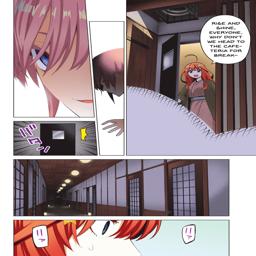 RISE AND
SHINE,
EVERYONE.
WHY DON'T
WE HEAD TO
THE CAFE-
TERIA FOR
BREAK–